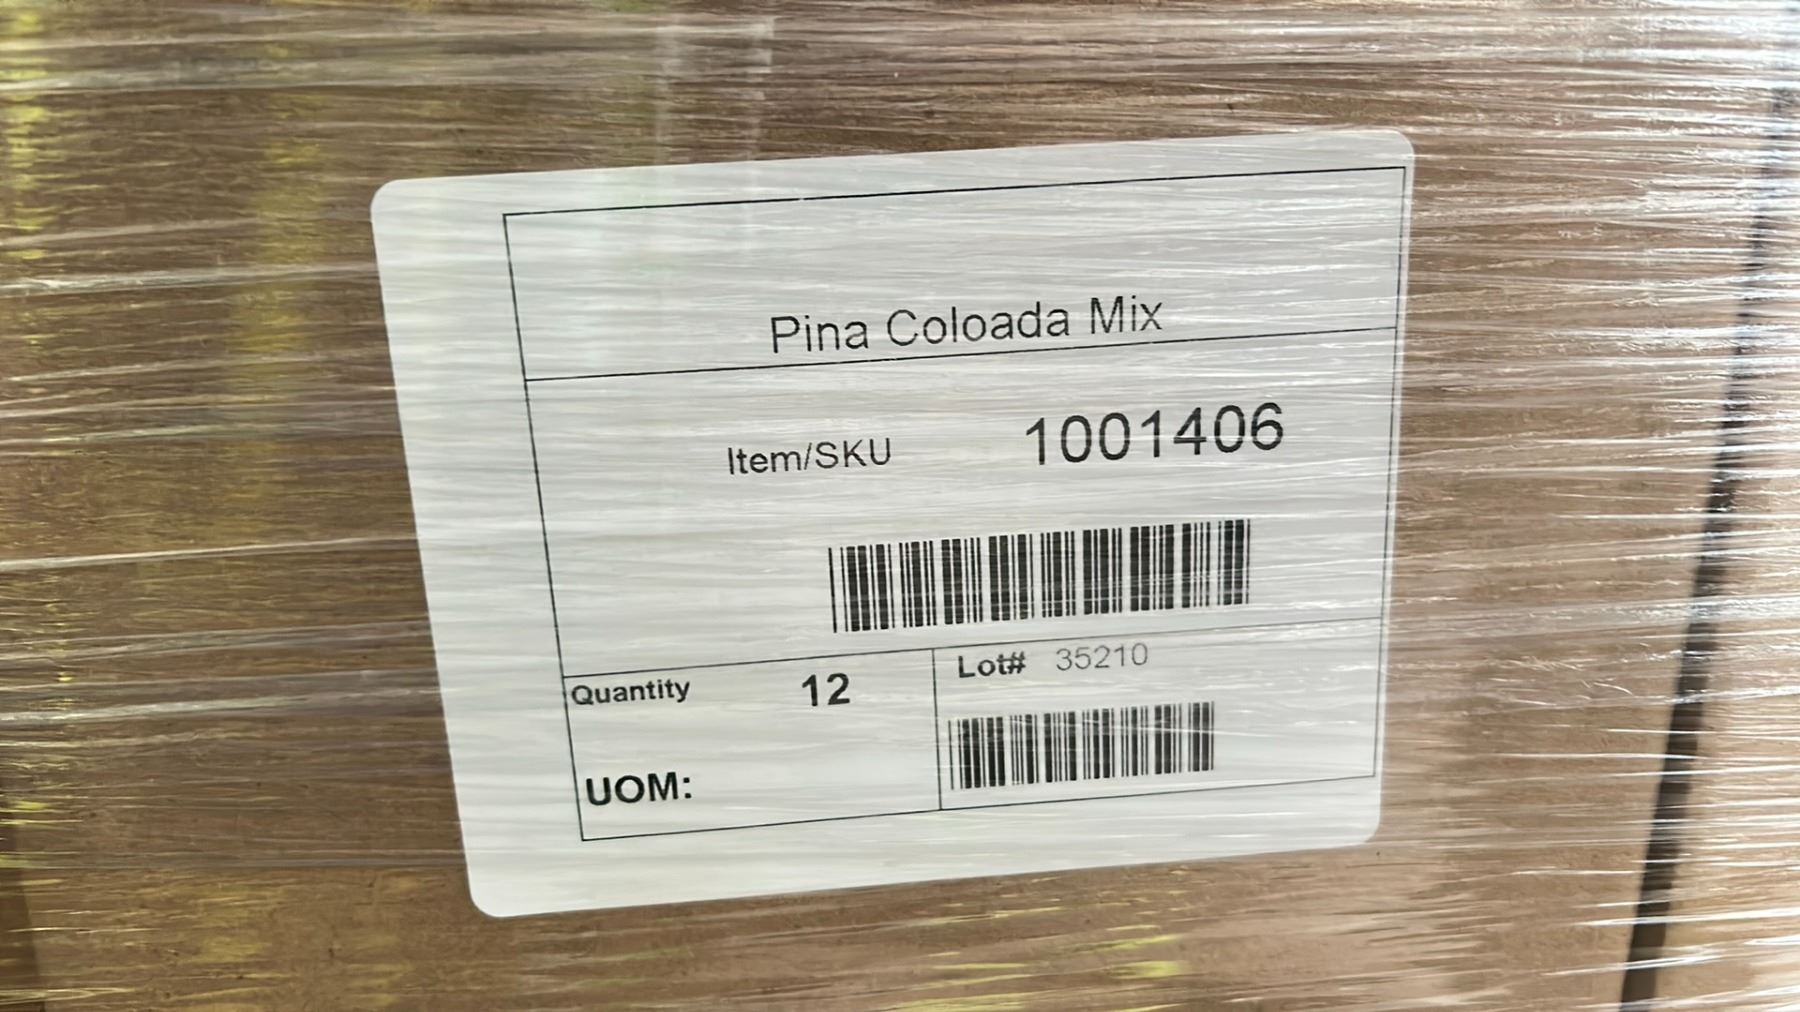 Pina Coloada Mix
Item/SKU 1001406
Quantity 12
Lot# 35210
UOM: